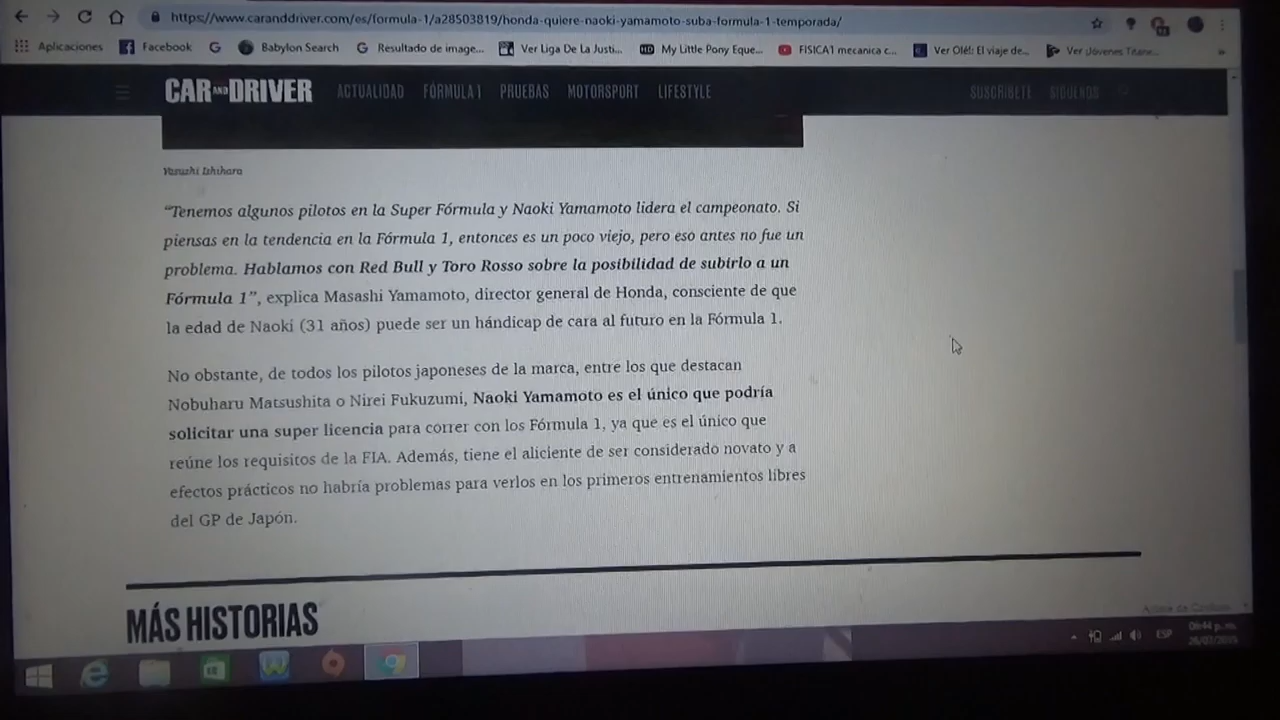 https://www.caranddriver.com/es/formula-1/a28503819/honda-quiere-naoki-yamamoto-suba-formula-1-temporada/
Aplicaciones Facebook Babylon Search Resultado de image... Ver Liga De La Justi... My Little Pony Eque... FISICA1 mecanica c... Ver Olé!: El viaje de... Ver Jóvenes Titane... »
CAR AND DRIVER ACTUALIDAD FÓRMULA 1 PRUEBAS MOTORSPORT LIFESTYLE SUSCRÍBETE SÍGUENOS
Yasuzhi Ishihara
“Tenemos algunos pilotos en la Super Fórmula y Naoki Yamamoto lidera el campeonato. Si
piensas en la tendencia en la Fórmula 1, entonces es un poco viejo, pero eso antes no fue un
problema. Hablamos con Red Bull y Toro Rosso sobre la posibilidad de subirlo a un
Fórmula 1”, explica Masashi Yamamoto, director general de Honda, consciente de que
la edad de Naoki (31 años) puede ser un hándicap de cara al futuro en la Fórmula 1.
No obstante, de todos los pilotos japoneses de la marca, entre los que destacan
Nobuharu Matsushita o Nirei Fukuzumi, Naoki Yamamoto es el único que podría
solicitar una super licencia para correr con los Fórmula 1, ya que es el único que
reúne los requisitos de la FIA. Además, tiene el aliciente de ser considerado novato y a
efectos prácticos no habría problemas para verlos en los primeros entrenamientos libres
del GP de Japón.
MÁS HISTORIAS
ESP
06:44 p.m.